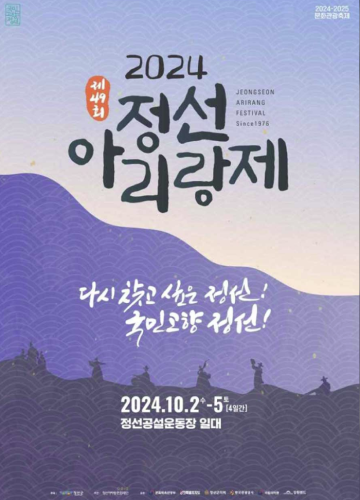 2024-2025
문화관광축제
2024
제49회
정선
아리랑제
JEONGSEON
ARIRANG
FESTIVAL
Since1976
다시 찾고 싶은 정선!
국민고향 정선!
2024.10.2수-5토 [4일간]
정선공설운동장 일대